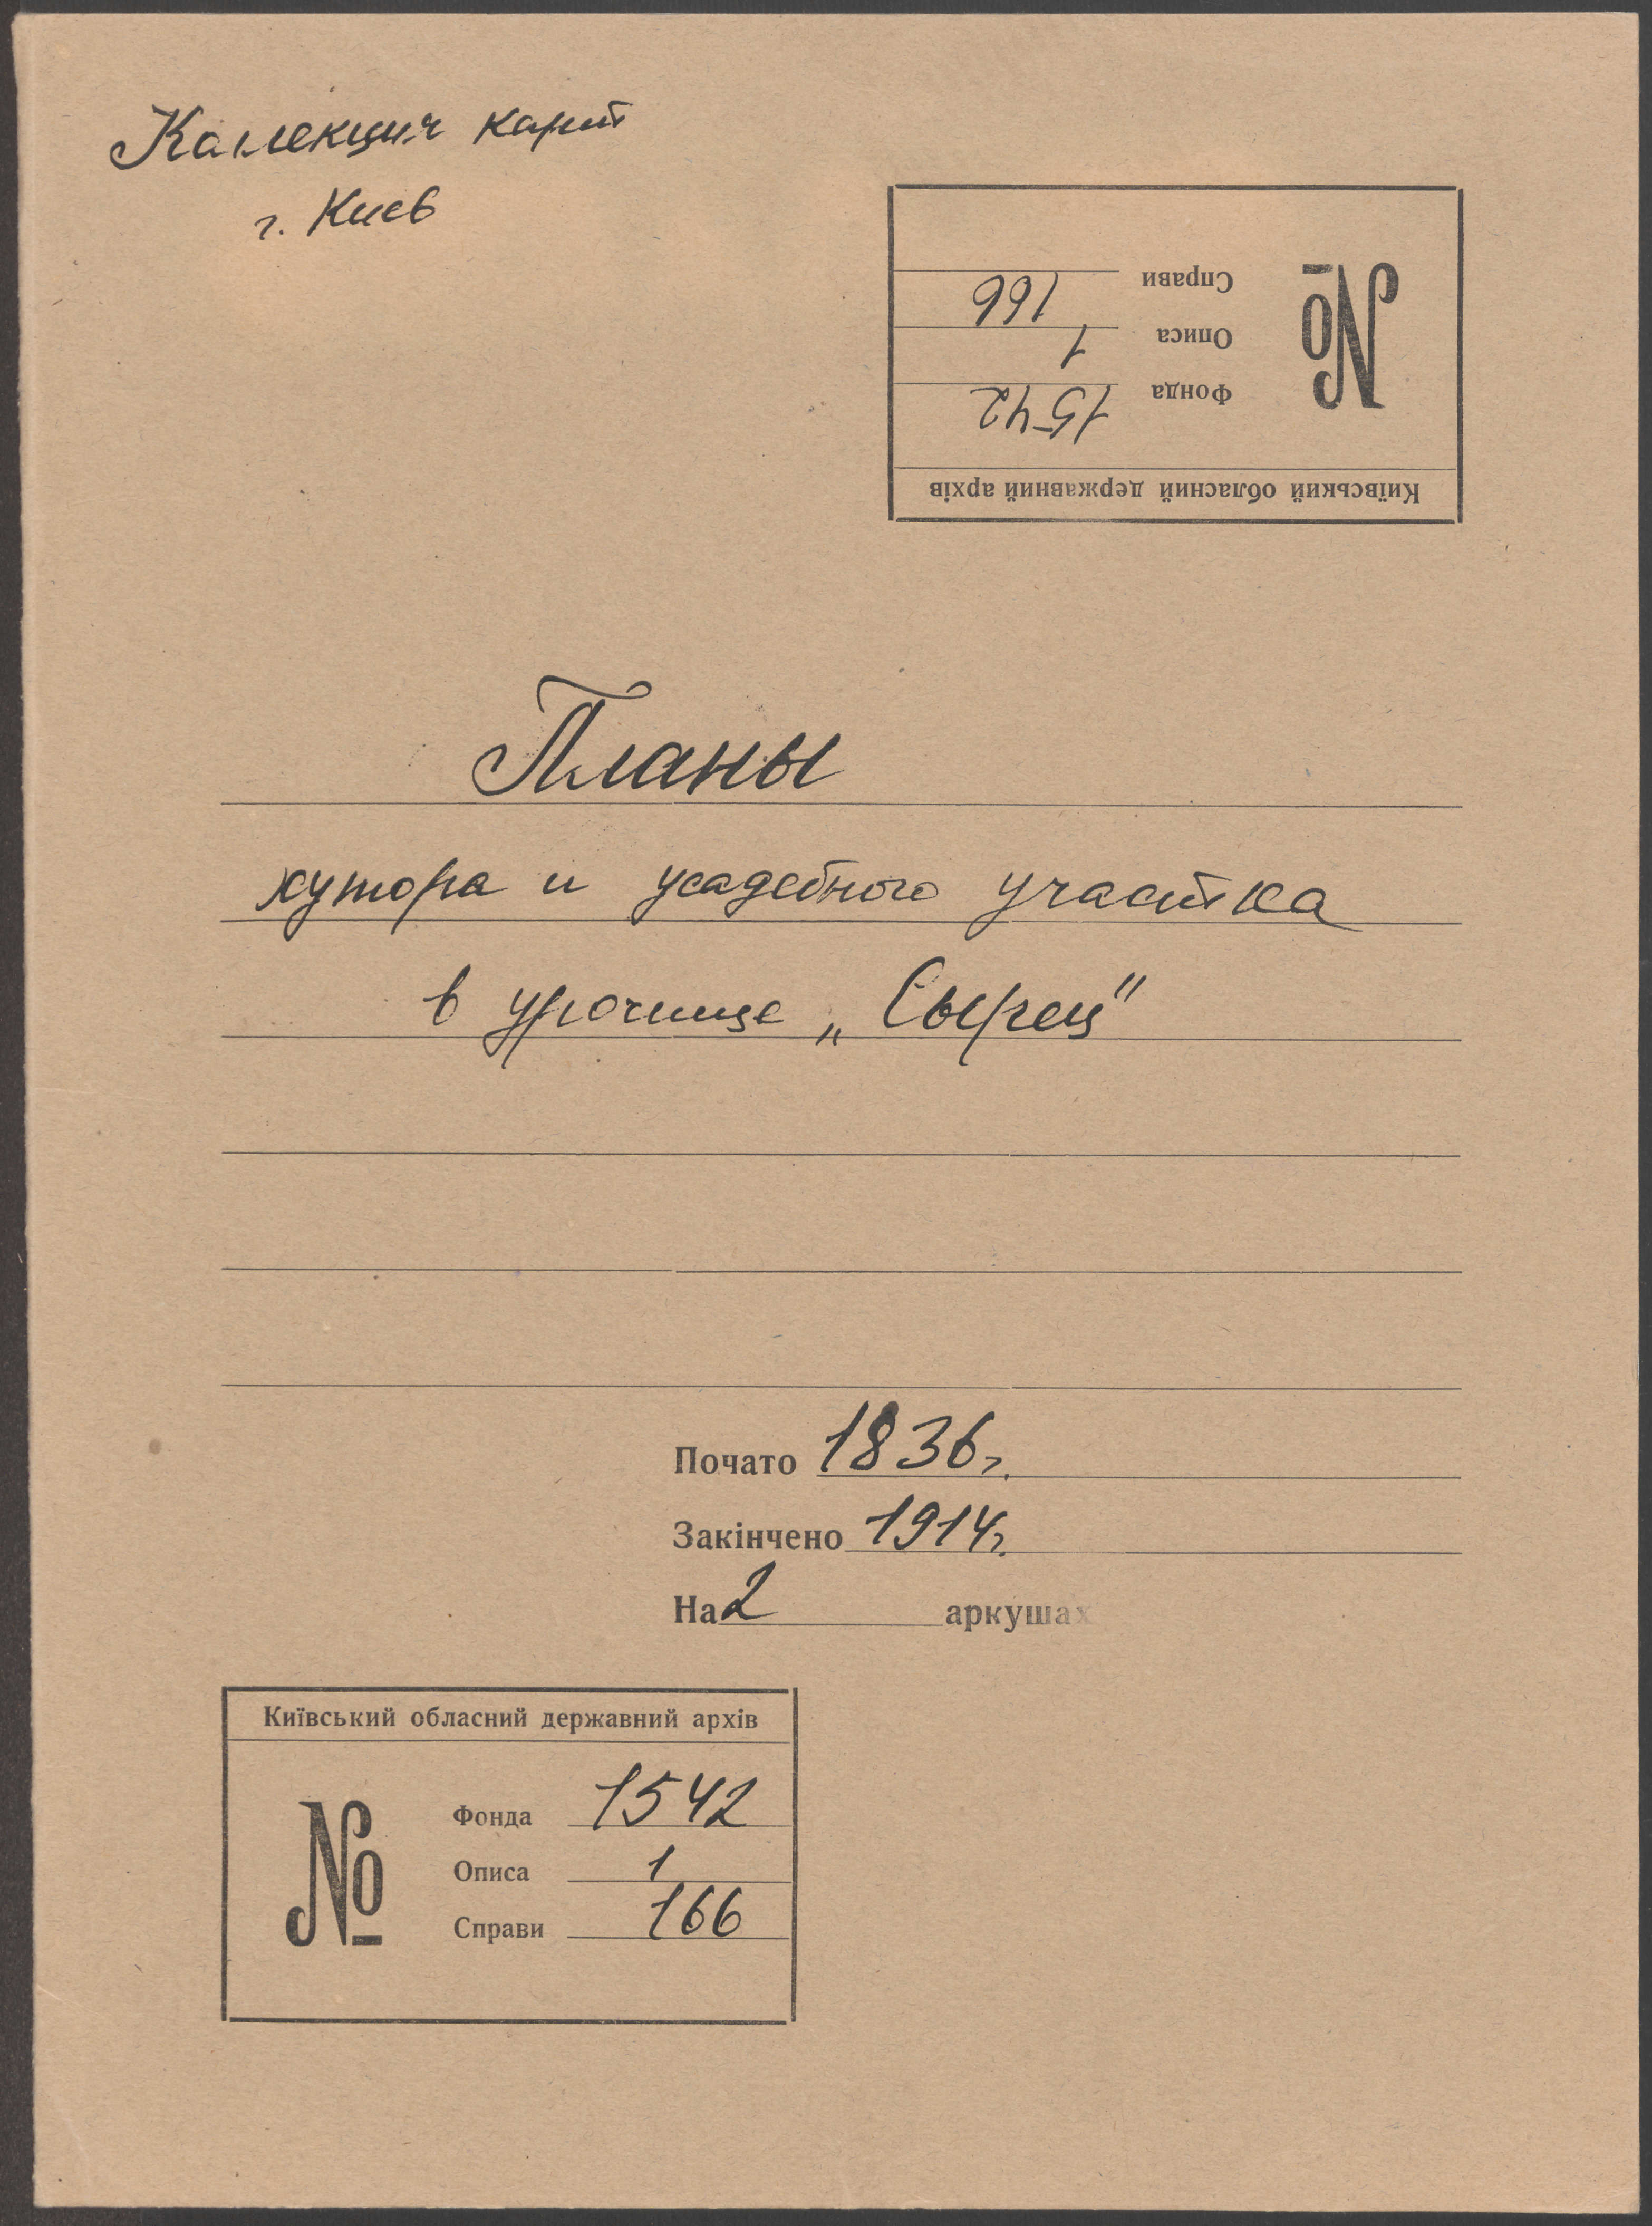 Коллекция карт
г. Киев
Київський обласний державний архів
№
Фонда 1542
Описа 1
Справи 166
Планы
хутора и усадебного участка
в урочище „Сырец"
Почато 1836 г.
Закінчено 1914 г.
На 2 аркушах
Київський обласний державний архів
№
Фонда 1542
Описа 1
Справи 166